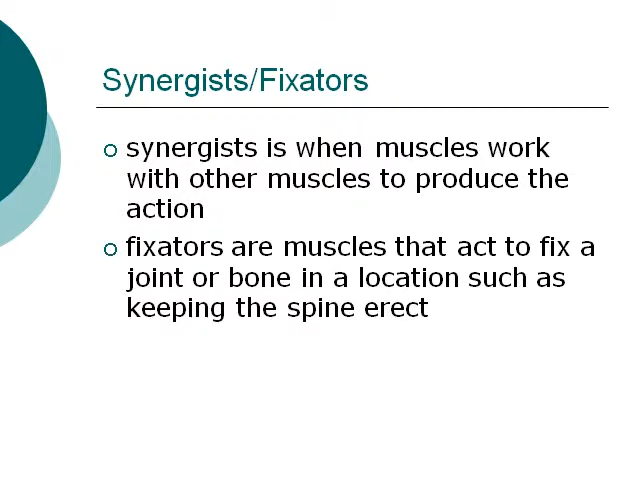 Synergists/Fixators
synergists is when muscles work
with other muscles to produce the
action
fixators are muscles that act to fix a
joint or bone in a location such as
keeping the spine erect